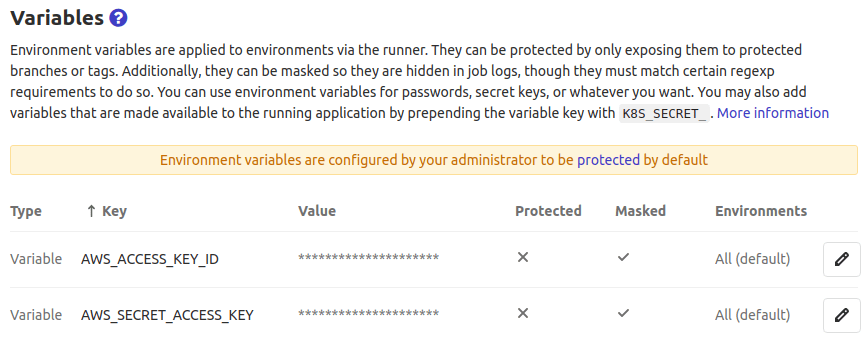 Variables ?
Environment variables are applied to environments via the runner. They can be protected by only exposing them to protected
branches or tags. Additionally, they can be masked so they are hidden in job logs, though they must match certain regexp
requirements to do so. You can use environment variables for passwords, secret keys, or whatever you want. You may also add
variables that are made available to the running application by prepending the variable key with K8S_SECRET_. More information
Environment variables are configured by your administrator to be protected by default
Type ↑ Key Value Protected Masked Environments
Variable AWS_ACCESS_KEY_ID ********************* ✕ ✓ All (default)
Variable AWS_SECRET_ACCESS_KEY ********************* ✕ ✓ All (default)